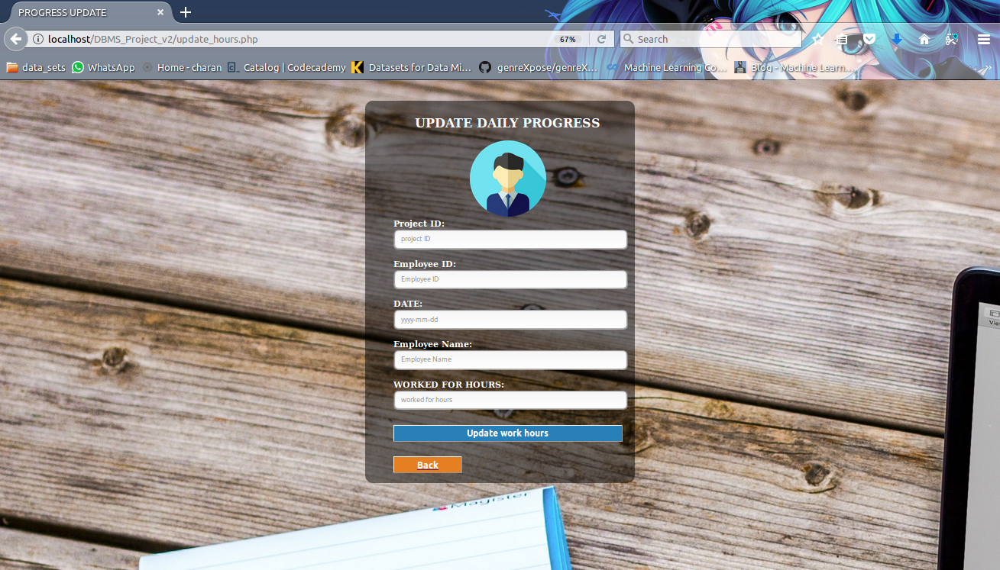 PROGRESS UPDATE
localhost/DBMS_Project_v2/update_hours.php
67%
Search
data_sets
WhatsApp
Home - charan
Catalog | Codecademy
Datasets for Data Mi...
genreXpose/genreX...
Machine Learning Co...
Blog - Machine Learn...
UPDATE DAILY PROGRESS
Project ID:
project ID
Employee ID:
Employee ID
DATE:
yyyy-mm-dd
Employee Name:
Employee Name
WORKED FOR HOURS:
worked for hours
Update work hours
Back
Magister